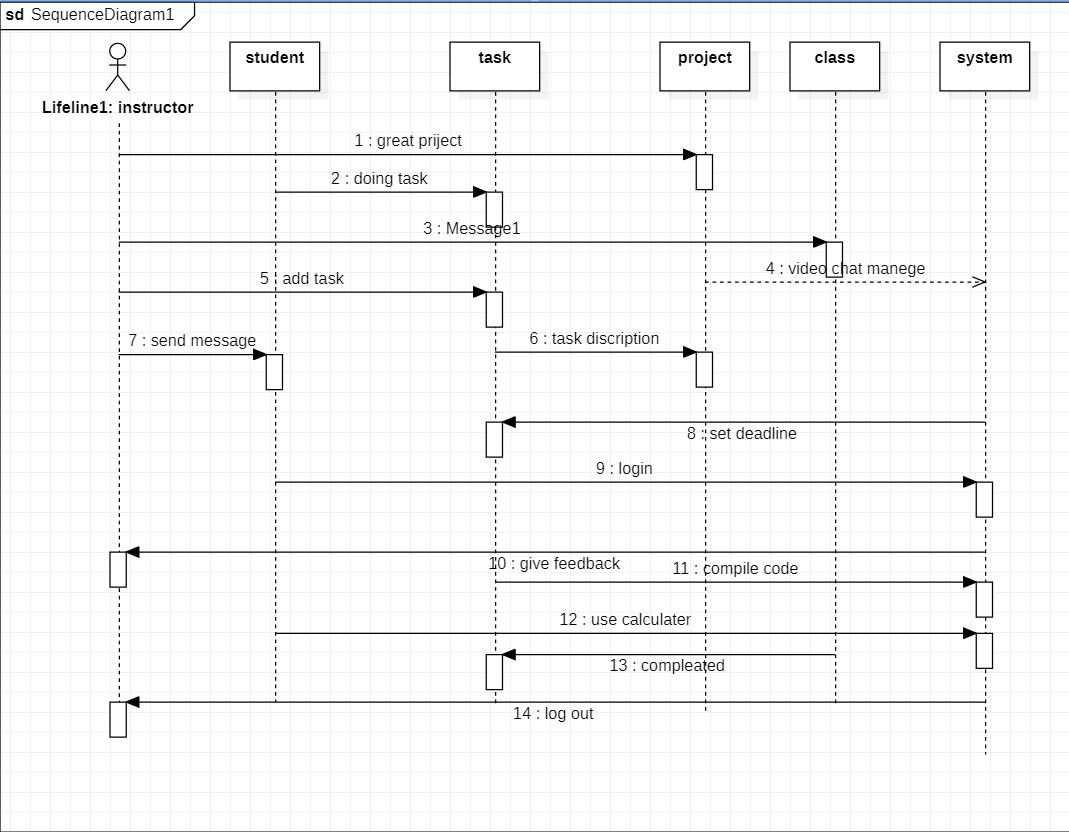 sd SequenceDiagram1
student
task
project
class
system
Lifeline1: instructor
1 : great priject
2 : doing task
3 : Message1
4 : video chat manege
5 : add task
6 : task discription
7 : send message
8 : set deadline
9 : login
10 : give feedback
11 : compile code
12 : use calculater
13 : compleated
14 : log out